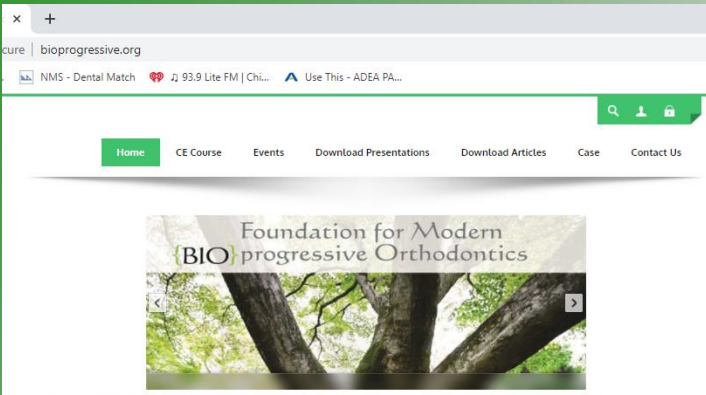 cure | bioprogressive.org
NMS - Dental Match ♫ 93.9 Lite FM | Chi... Use This - ADEA PA...
Home CE Course Events Download Presentations Download Articles Case Contact Us
Foundation for Modern
{BIO}progressive Orthodontics